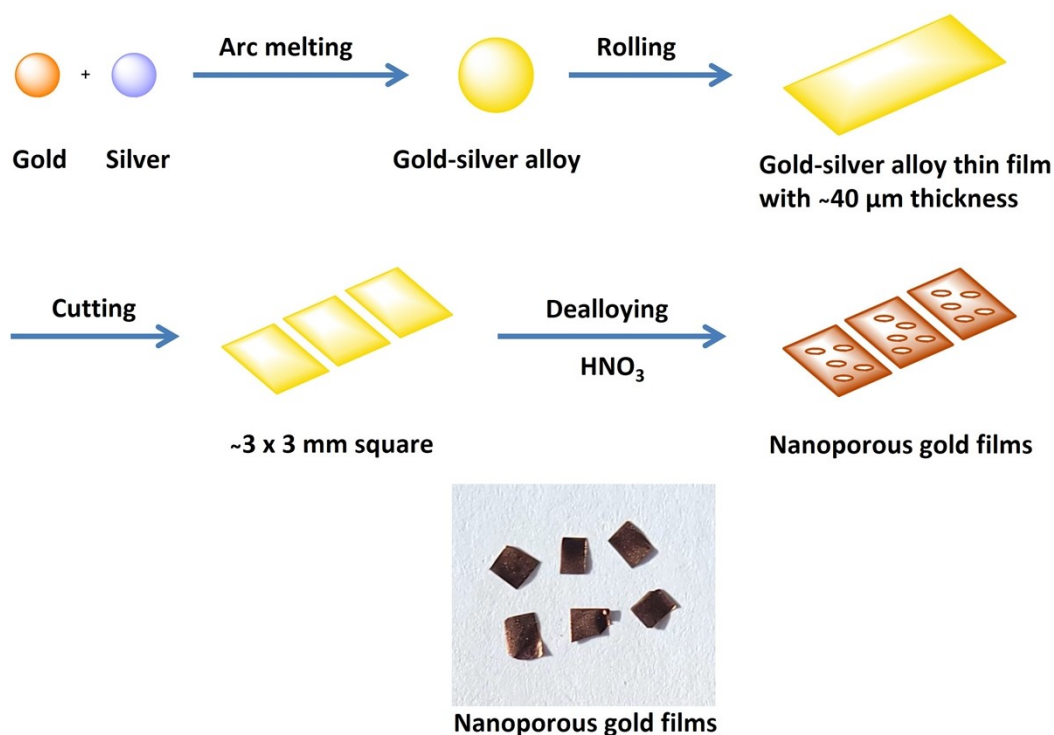 Arc melting
Rolling
+
Gold
Silver
Gold-silver alloy
Gold-silver alloy thin film
with ~40 µm thickness
Cutting
Dealloying
HNO₃
~3 x 3 mm square
Nanoporous gold films
Nanoporous gold films